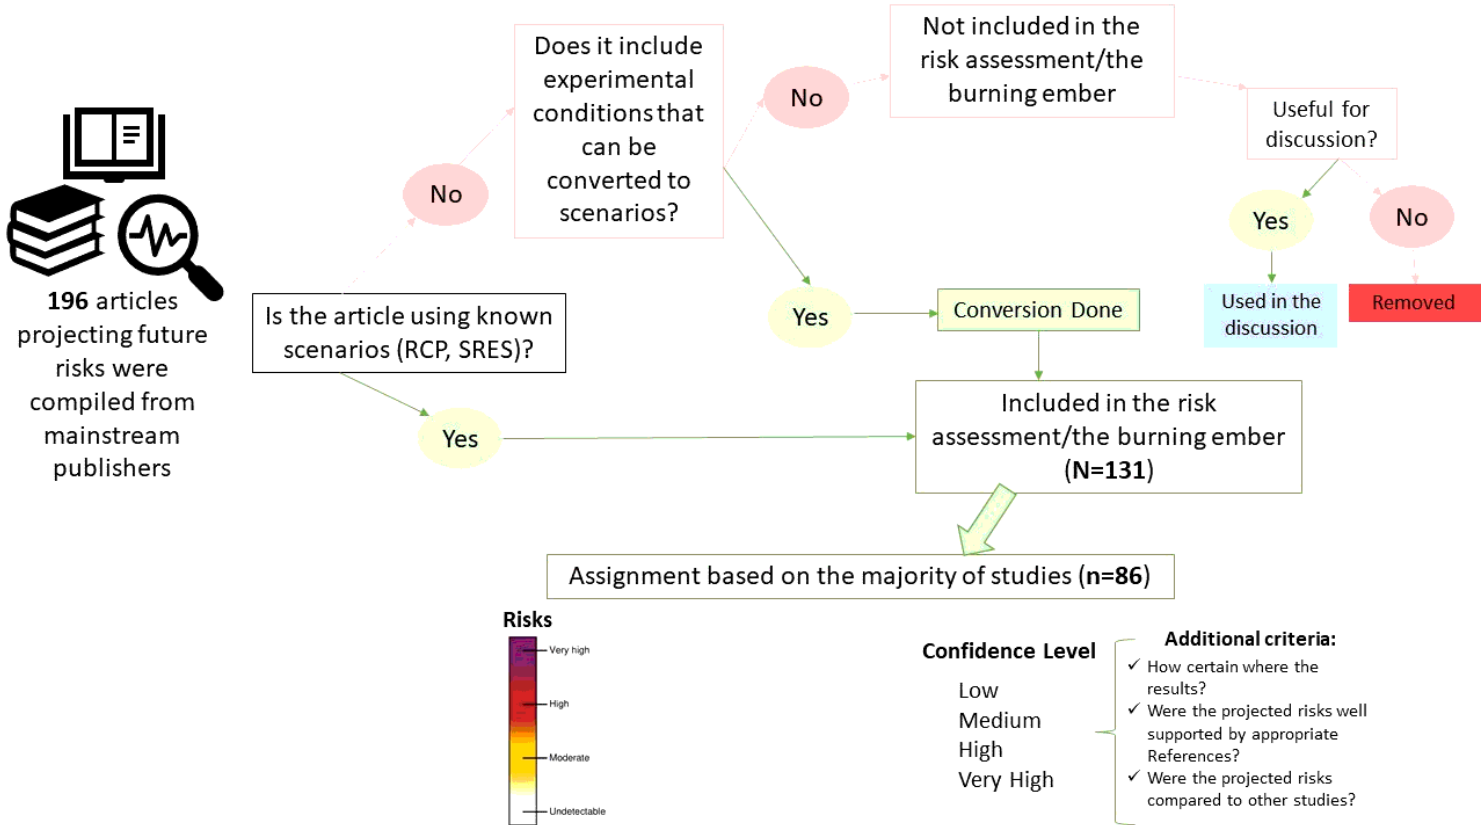 196 articles
projecting future
risks were
compiled from
mainstream
publishers
Is the article using known
scenarios (RCP, SRES)?
No
Yes
Does it include
experimental
conditions that
can be
converted to
scenarios?
No
Yes
Not included in the
risk assessment/the
burning ember
Useful for
discussion?
Yes
No
Used in the
discussion
Removed
Conversion Done
Included in the risk
assessment/the burning ember
(N=131)
Assignment based on the majority of studies (n=86)
Risks
Very high
High
Moderate
Undetectable
Confidence Level
Low
Medium
High
Very High
Additional criteria:
✓ How certain where the
results?
✓ Were the projected risks well
supported by appropriate
References?
✓ Were the projected risks
compared to other studies?